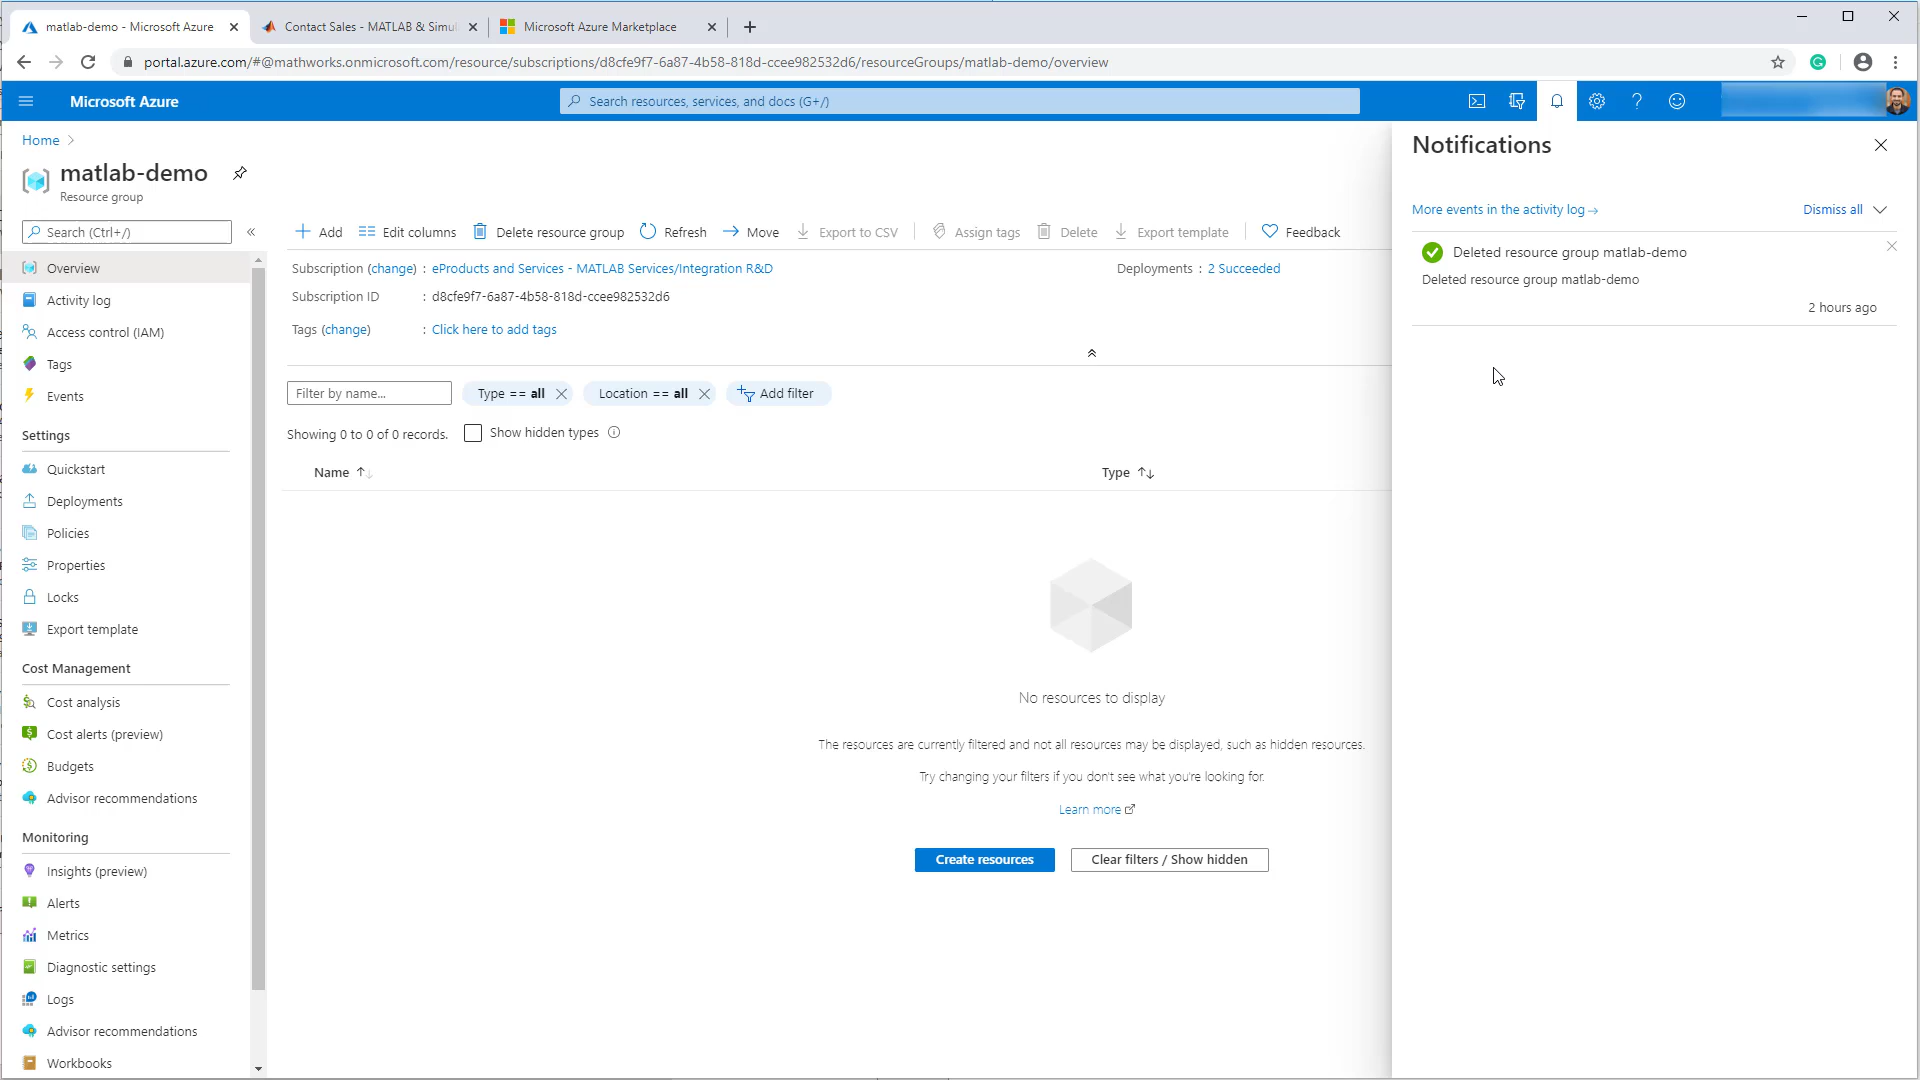 matlab-demo - Microsoft Azure
Contact Sales - MATLAB & Simul
Microsoft Azure Marketplace
portal.azure.com/#@mathworks.onmicrosoft.com/resource/subscriptions/d8cfe9f7-6a87-4b58-818d-ccee982532d6/resourceGroups/matlab-demo/overview
Microsoft Azure
Search resources, services, and docs (G+/)
Home
matlab-demo
Resource group
Search (Ctrl+/)
Overview
Activity log
Access control (IAM)
Tags
Events
Settings
Quickstart
Deployments
Policies
Properties
Locks
Export template
Cost Management
Cost analysis
Cost alerts (preview)
Budgets
Advisor recommendations
Monitoring
Insights (preview)
Alerts
Metrics
Diagnostic settings
Logs
Advisor recommendations
Workbooks
Add
Edit columns
Delete resource group
Refresh
Move
Export to CSV
Assign tags
Delete
Export template
Feedback
Subscription (change) : eProducts and Services - MATLAB Services/Integration R&D
Deployments : 2 Succeeded
Subscription ID : d8cfe9f7-6a87-4b58-818d-ccee982532d6
Tags (change) : Click here to add tags
Filter by name...
Type == all
Location == all
Add filter
Showing 0 to 0 of 0 records.
Show hidden types
Name
Type
No resources to display
The resources are currently filtered and not all resources may be displayed, such as hidden resources.
Try changing your filters if you don't see what you're looking for.
Learn more
Create resources
Clear filters / Show hidden
Notifications
More events in the activity log
Dismiss all
Deleted resource group matlab-demo
Deleted resource group matlab-demo
2 hours ago